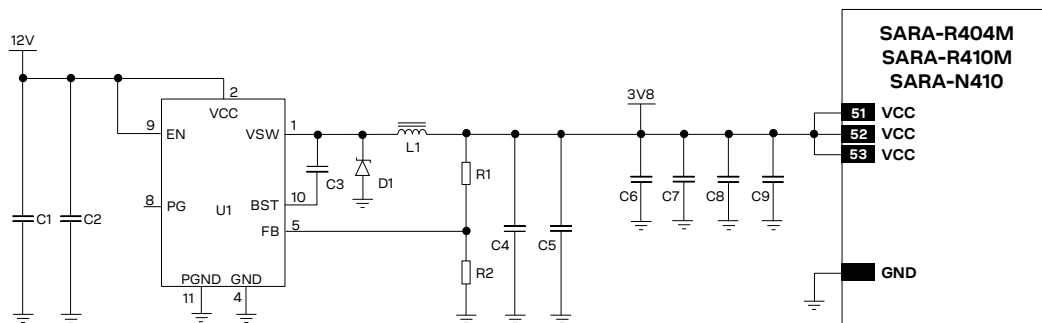 SARA-R404M
SARA-R410M
SARA-N410
12V
3V8
2
VCC
51 VCC
9 EN
VSW 1
52 VCC
L1
53 VCC
R1
C3
D1
C6
C7
C8
C9
8 PG
BST 10
U1
C1
C2
FB 5
C4
C5
R2
GND
PGND GND
11
4